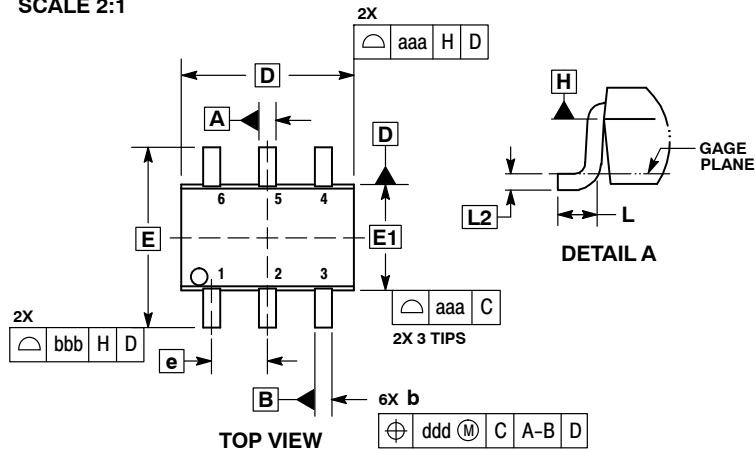 SCALE 2:1
2X
⌓ aaa H D
D
A
D
H
GAGE
PLANE
6 5 4
E
E1
L2
L
DETAIL A
1 2 3
2X
⌓ bbb H D
⌓ aaa C
2X 3 TIPS
e
B
6X b
⌖ ddd Ⓜ C A–B D
TOP VIEW